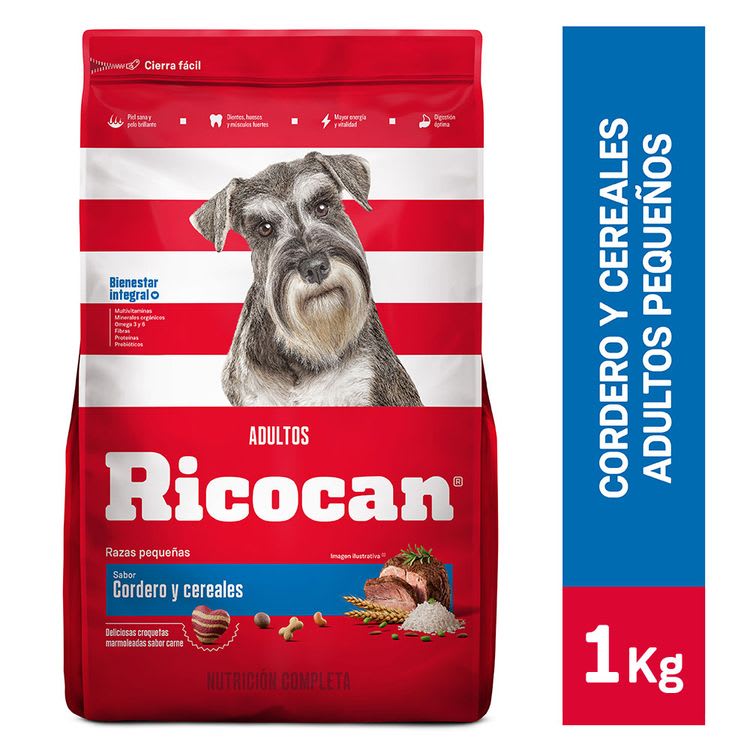 Cierra fácil
Piel sana y
pelo brillante
Dientes, huesos
y músculos fuertes
Mayor energía
y vitalidad
Digestión
óptima
Bienestar
integral
Multivitaminas
Minerales orgánicos
Omega 3 y 6
Fibras
Proteínas
Prebióticos
ADULTOS
Ricocan®
Razas pequeñas
Imagen ilustrativa
Sabor
Cordero y cereales
Deliciosas croquetas
marmoleadas sabor carne
NUTRICIÓN COMPLETA
CORDERO Y CEREALES
ADULTOS PEQUEÑOS
1Kg